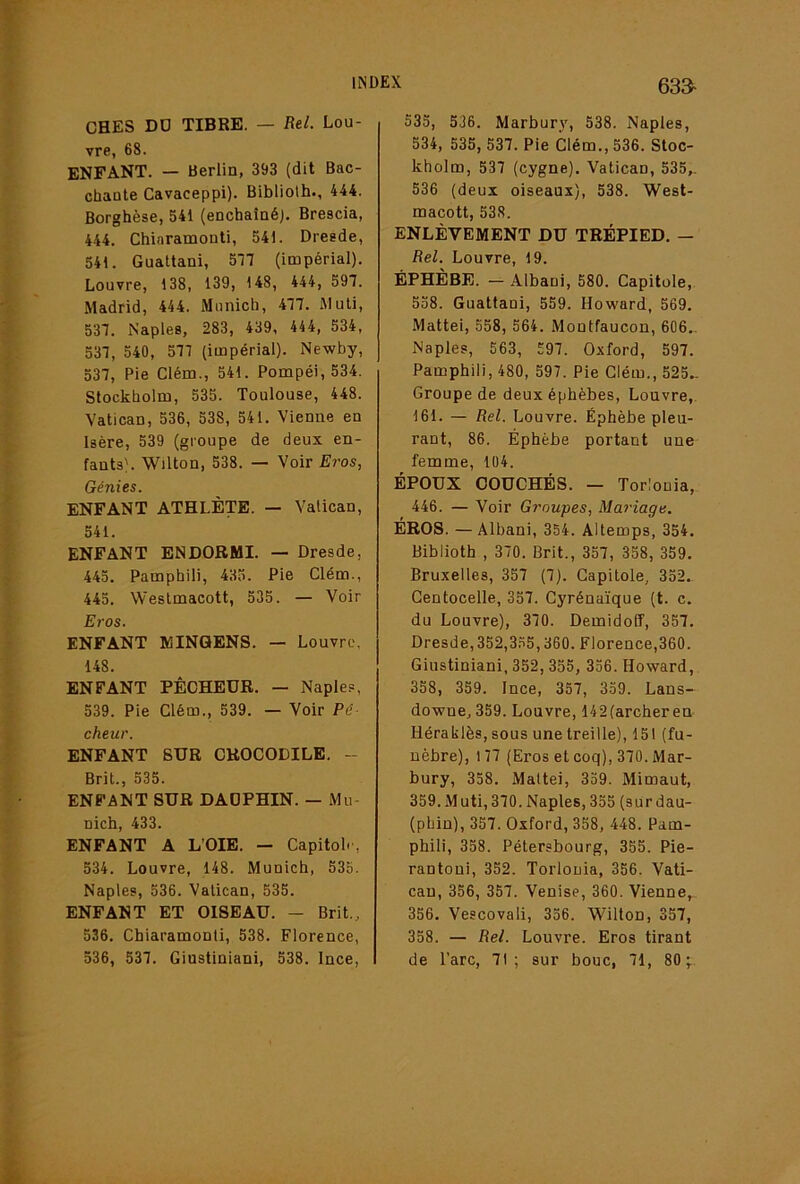 INDEX
633
CHES DU TIBRE. — Rel. Lou-
vre, 68.
ENFANT. — Berlin, 393 (dit Bac-
chante Cavaceppi). Biblioth., 444.
Borghèse, 541 (enchaîné). Brescia,
444. Chiaramonti, 541. Dresde,
541. Guattani, 577 (impérial).
Louvre, 138, 139, 148, 444, 597.
Madrid, 444. Munich, 477. Muti,
537. Naples, 283, 439, 444, 534,
537, 540, 577 (impérial). Newby,
537, Pie Clém., 541. Pompéi, 534.
Stockholm, 535. Toulouse, 448.
Vatican, 536, 538, 541. Vienne en
Isère, 539 (groupe de deux en-
fants). Wilton, 538. — Voir Eros,
Génies.
ENFANT ATHLÈTE. — Vatican,
541.
ENFANT ENDORMI. — Dresde,
445. Pamphili, 435. Pie Clém.,
445. Westmacott, 535. — Voir
Eros.
ENFANT MINGENS. — Louvre,
148.
ENFANT PÊCHEUR. — Naples,
539. Pie Clém., 539. — Voir Pé-
cheur.
ENFANT SUR CROCODILE. —
Brit., 535.
ENFANT SUR DAUPHIN. — Mu-
nich, 433.
ENFANT A L'OIE. — Capitole,
534. Louvre, 148. Munich, 535.
Naples, 536. Vatican, 535.
ENFANT ET OISEAU. — Brit.,
536. Chiaramonti, 538. Florence,
536, 537. Giustiniani, 538. Ince,
535, 536. Marbury, 538. Naples,
534, 535, 537. Pie Clém., 536. Stoc-
kholm, 537 (cygne). Vatican, 535,
536 (deux oiseaux), 538. West-
macott, 538.
ENLÈVEMENT DU TRÉPIED. —
Rel. Louvre, 19.
ÉPHÈBE. — Albani, 580. Capitole,
558. Guattani, 559. Howard, 569.
Mattei, 558, 564. Montfaucon, 606.
Naples, 563, 597. Oxford, 597.
Pamphili, 480, 597. Pie Clém., 525.
Groupe de deux éphèbes, Louvre,
161. — Rel. Louvre. Éphèbe pleu-
rant, 86. Éphèbe portant une
femme, 104.
ÉPOUX COUCHÉS. — Torlonia,
446. — Voir Groupes, Mariage.
ÉROS. — Albani, 354. Altemps, 354.
Biblioth , 370. Brit., 357, 358, 359.
Bruxelles, 357 (7). Capitole, 352.
Centocelle, 357. Cyrénaïque (t. c.
du Louvre), 370. Demidoff, 357.
Dresde, 352, 355, 360. Florence, 360.
Giustiniani, 352, 355, 356. Howard,
358, 359. Ince, 357, 359. Lans-
downe, 359. Louvre, 142 (archer en
Héraklès, sous une treille), 151 (fu-
nèbre), 177 (Eros et coq), 370. Mar-
bury, 358. Mattei, 359. Mimaut,
359. Muti, 370. Naples, 355 (sur dau-
(phin), 357. Oxford, 358, 448. Pam-
phili, 358. Pétersbourg, 355. Pie-
rantoni, 352. Torlonia, 356. Vati-
can, 356, 357. Venise, 360. Vienne,
356. Vescovali, 356. Wilton, 357,
358. — Rel. Louvre. Eros tirant
de l'arc, 71 ; sur bouc, 71, 80 ;